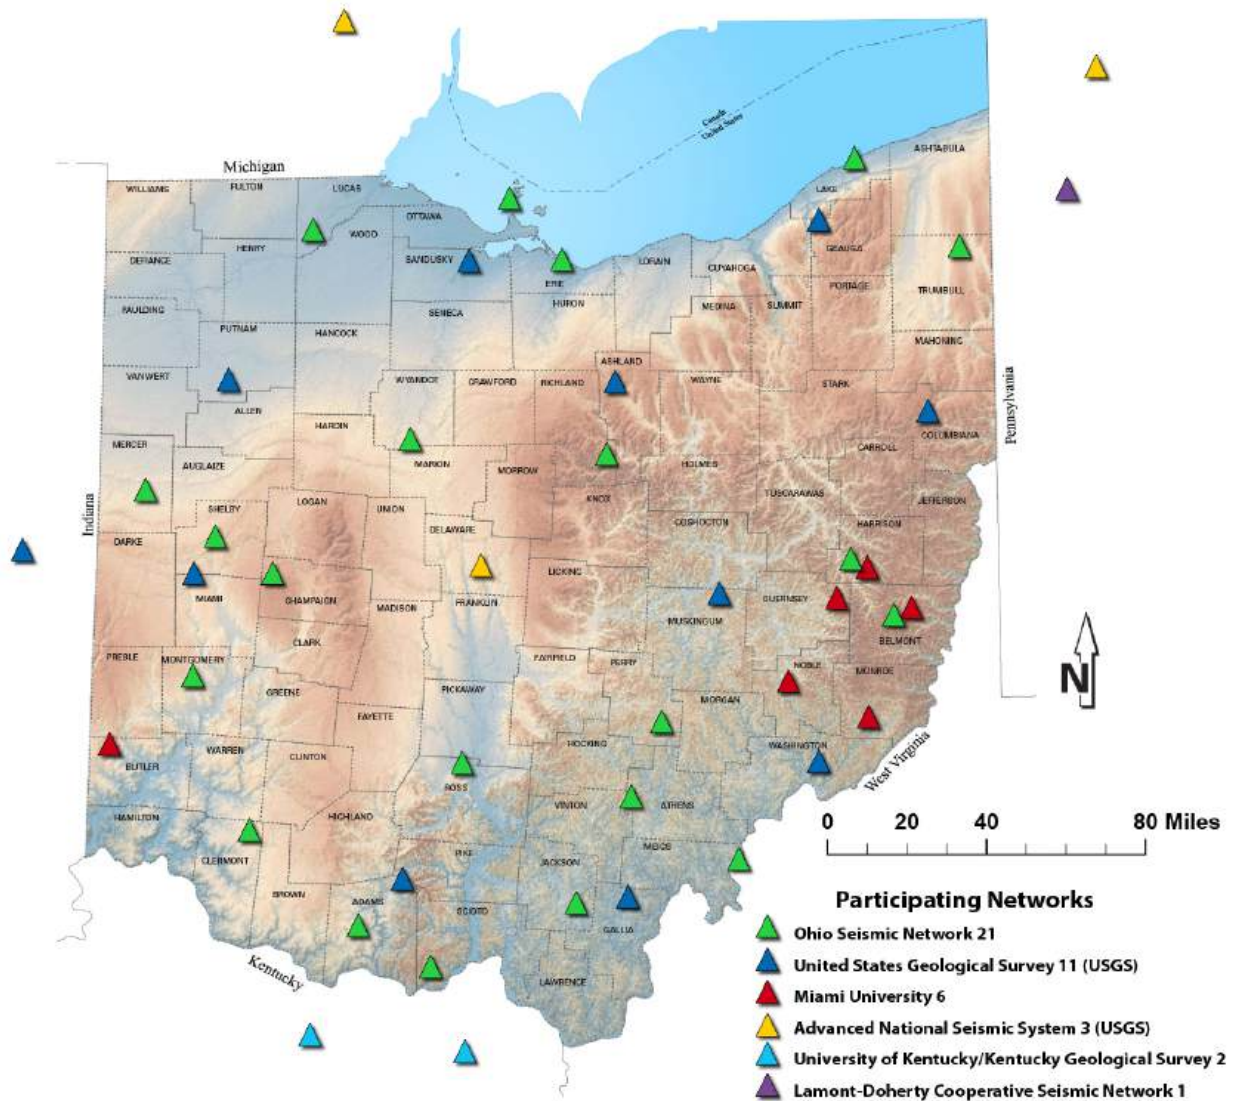 Canada
United States
Michigan
ASHTABULA
WILLIAMS
FULTON
LUCAS
LAKE
OTTAWA
WOOD
HENRY
GEAUGA
DEFIANCE
SANDUSKY
LORAIN
CUYAHOGA
ERIE
PORTAGE
TRUMBULL
PAULDING
SENECA
HURON
MEDINA
SUMMIT
PUTNAM
HANCOCK
MAHONING
ASHLAND
VAN WERT
WYANDOT
CRAWFORD
RICHLAND
WAYNE
STARK
Pennsylvania
ALLEN
HARDIN
COLUMBIANA
MERCER
CARROLL
AUGLAIZE
MARION
MORROW
HOLMES
TUSCARAWAS
Indiana
LOGAN
KNOX
JEFFERSON
SHELBY
UNION
COSHOCTON
HARRISON
DELAWARE
DARKE
LICKING
MIAMI
CHAMPAIGN
MADISON
FRANKLIN
GUERNSEY
MUSKINGUM
CLARK
BELMONT
PREBLE
MONTGOMERY
FAIRFIELD
PERRY
NOBLE
MONROE
N
GREENE
PICKAWAY
MORGAN
FAYETTE
WARREN
CLINTON
HOCKING
WASHINGTON
West Virginia
BUTLER
ROSS
VINTON
ATHENS
HAMILTON
HIGHLAND
0 20 40 80 Miles
CLERMONT
PIKE
JACKSON
MEIGS
BROWN
ADAMS
SCIOTO
GALLIA
Kentucky
LAWRENCE
Participating Networks
Ohio Seismic Network 21
United States Geological Survey 11 (USGS)
Miami University 6
Advanced National Seismic System 3 (USGS)
University of Kentucky/Kentucky Geological Survey 2
Lamont-Doherty Cooperative Seismic Network 1